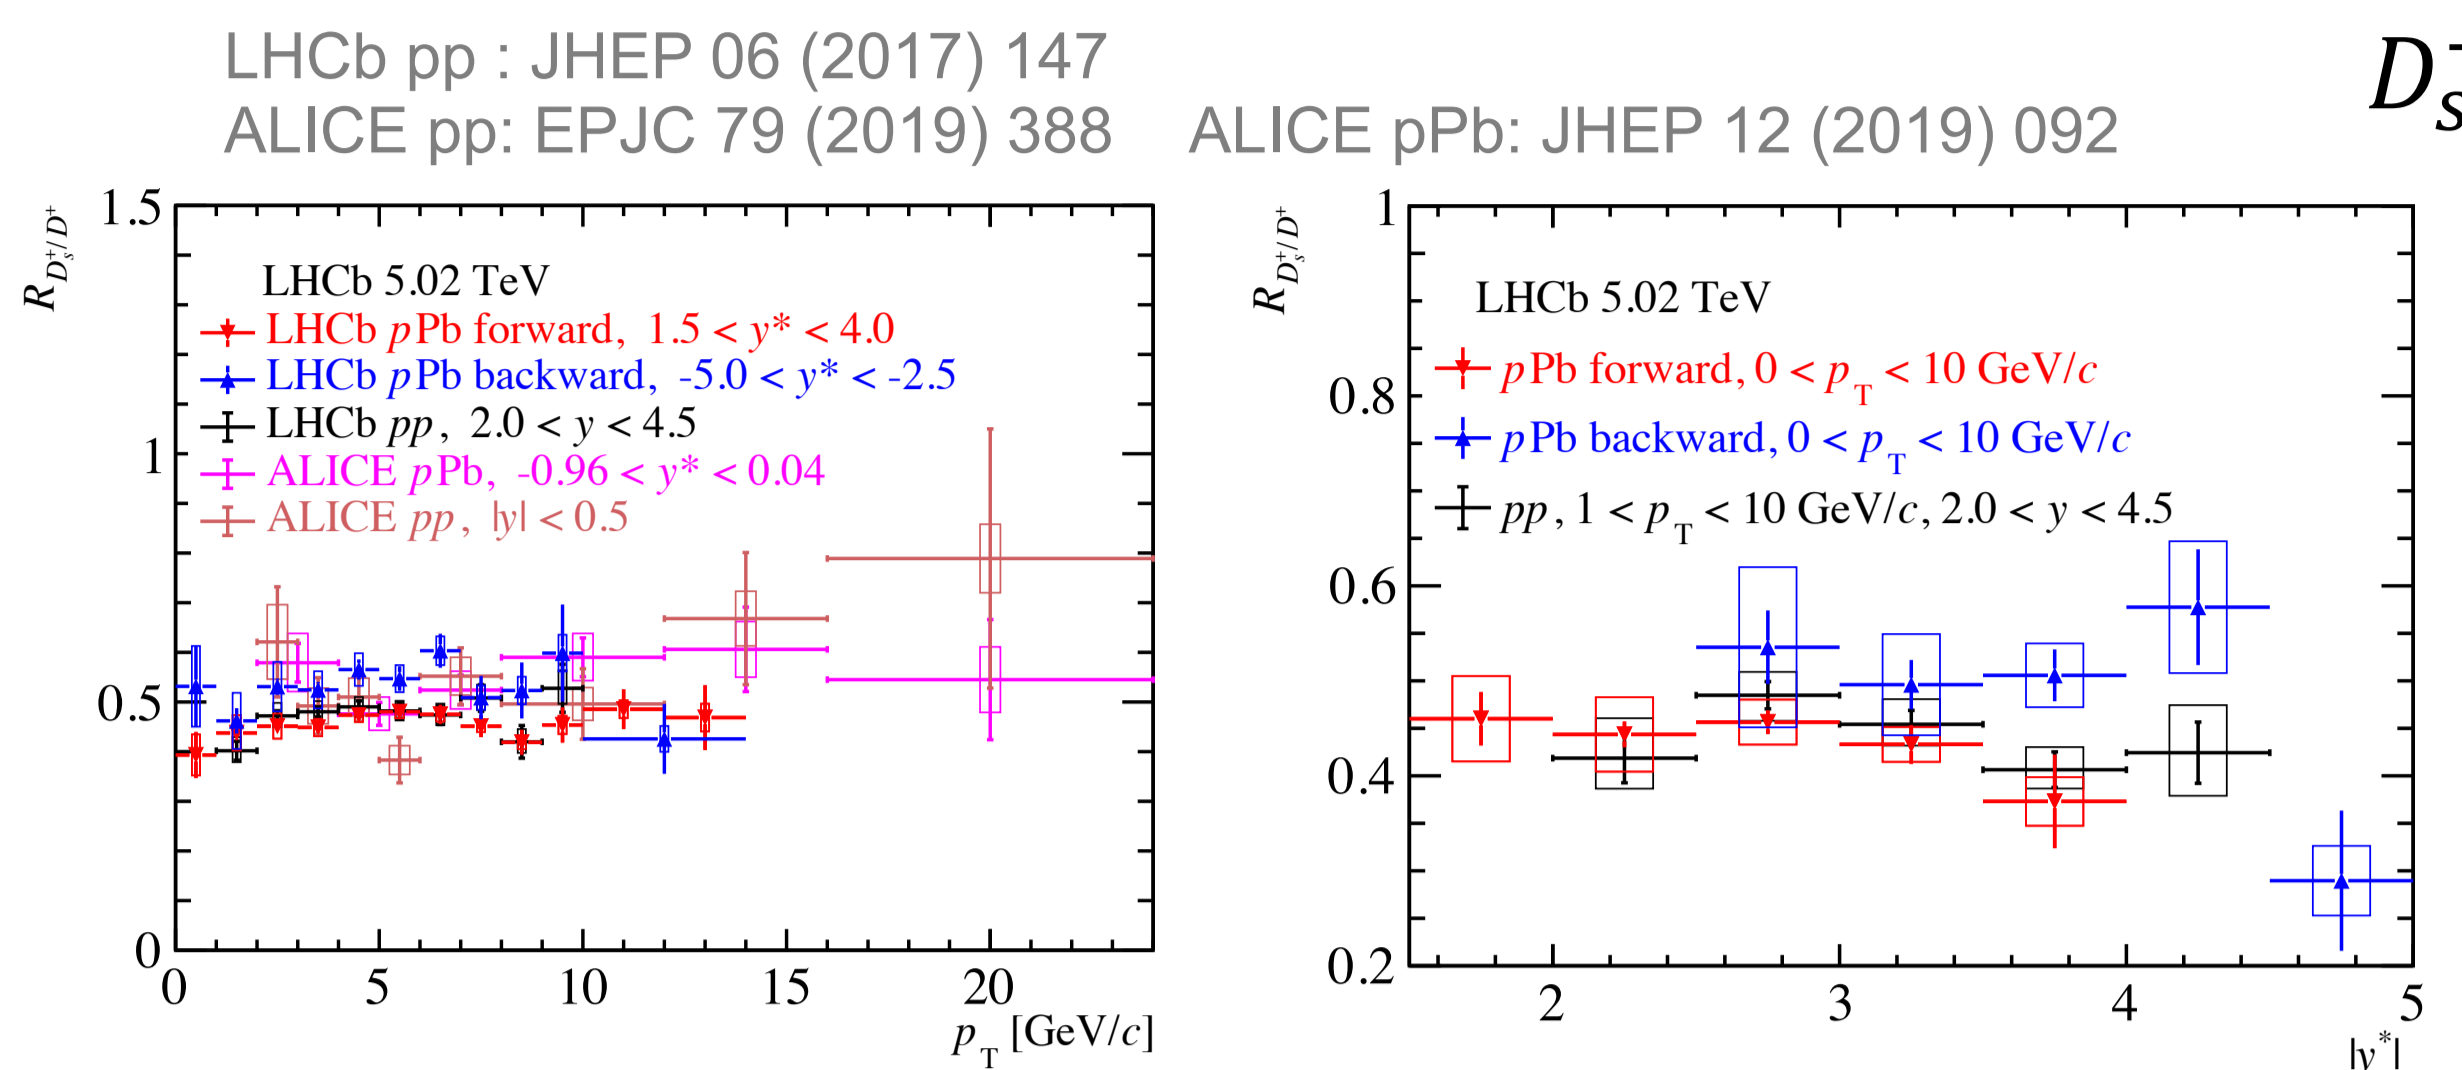 LHCb pp : JHEP 06 (2017) 147
ALICE pp: EPJC 79 (2019) 388 ALICE pPb: JHEP 12 (2019) 092
D_s
R_{D_s^+/D^+}
1.5
1
0.5
0
LHCb 5.02 TeV
LHCb pPb forward, 1.5 < y* < 4.0
LHCb pPb backward, -5.0 < y* < -2.5
LHCb pp, 2.0 < y < 4.5
ALICE pPb, -0.96 < y* < 0.04
ALICE pp, |y| < 0.5
0 5 10 15 20
p_T [GeV/c]
R_{D_s^+/D^+}
1
0.8
0.6
0.4
0.2
LHCb 5.02 TeV
pPb forward, 0 < p_T < 10 GeV/c
pPb backward, 0 < p_T < 10 GeV/c
pp, 1 < p_T < 10 GeV/c, 2.0 < y < 4.5
2 3 4 5
|y*|